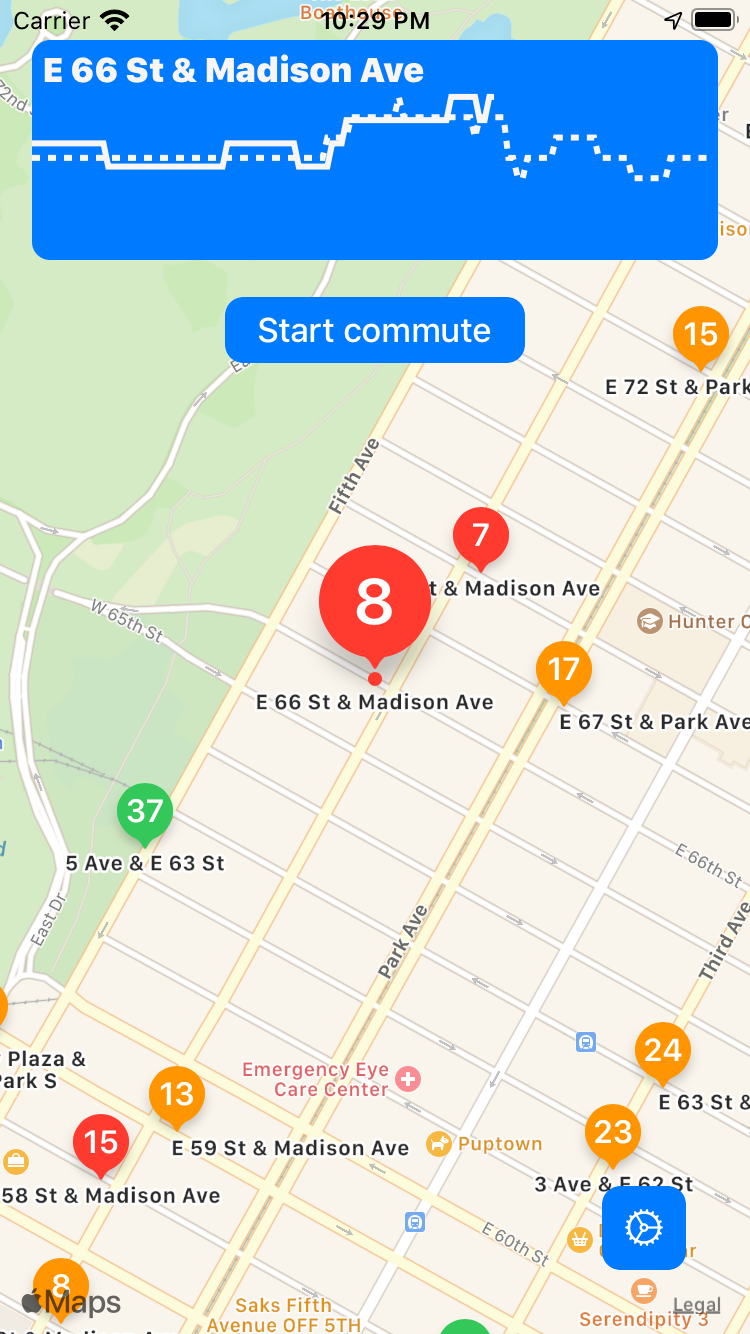 Carrier
10:29 PM
Boathouse
72nd
E 66 St & Madison Ave
Start commute
15
E 72 St & Park
Fifth Ave
7
t & Madison Ave
8
Hunter C
W 65th St
17
E 66 St & Madison Ave
E 67 St & Park Ave
37
5 Ave & E 63 St
E 66th St
East Dr
Park Ave
Third Ave
24
Plaza &
Park S
Emergency Eye
Care Center
13
E 63 St &
23
15
E 59 St & Madison Ave
Puptown
3 Ave & E 62 St
58 St & Madison Ave
E 60th St
8
Maps
Saks Fifth
Avenue OFF 5TH
Legal
Serendipity 3